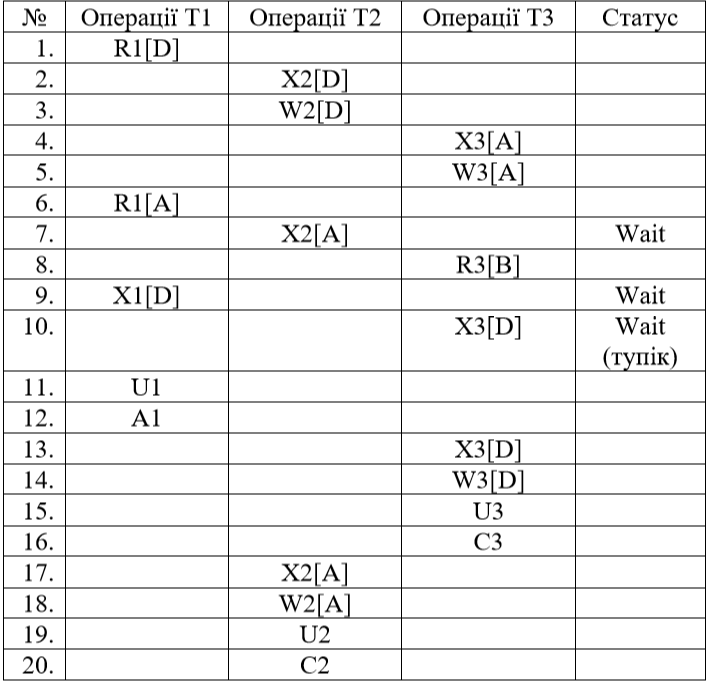 № Операції T1 Операції T2 Операції T3 Статус
1. R1[D]
2. X2[D]
3. W2[D]
4. X3[A]
5. W3[A]
6. R1[A]
7. X2[A] Wait
8. R3[B]
9. X1[D] Wait
10. X3[D] Wait
(тупік)
11. U1
12. A1
13. X3[D]
14. W3[D]
15. U3
16. C3
17. X2[A]
18. W2[A]
19. U2
20. C2